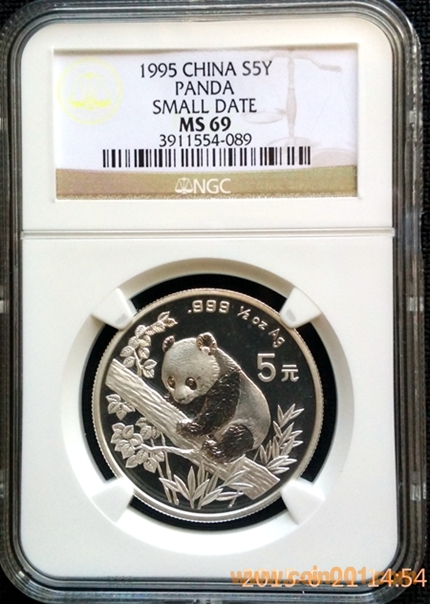 1995 CHINA S5Y
PANDA
SMALL DATE
MS 69
3911554-089
NGC
.999 ½ oz Ag
5元